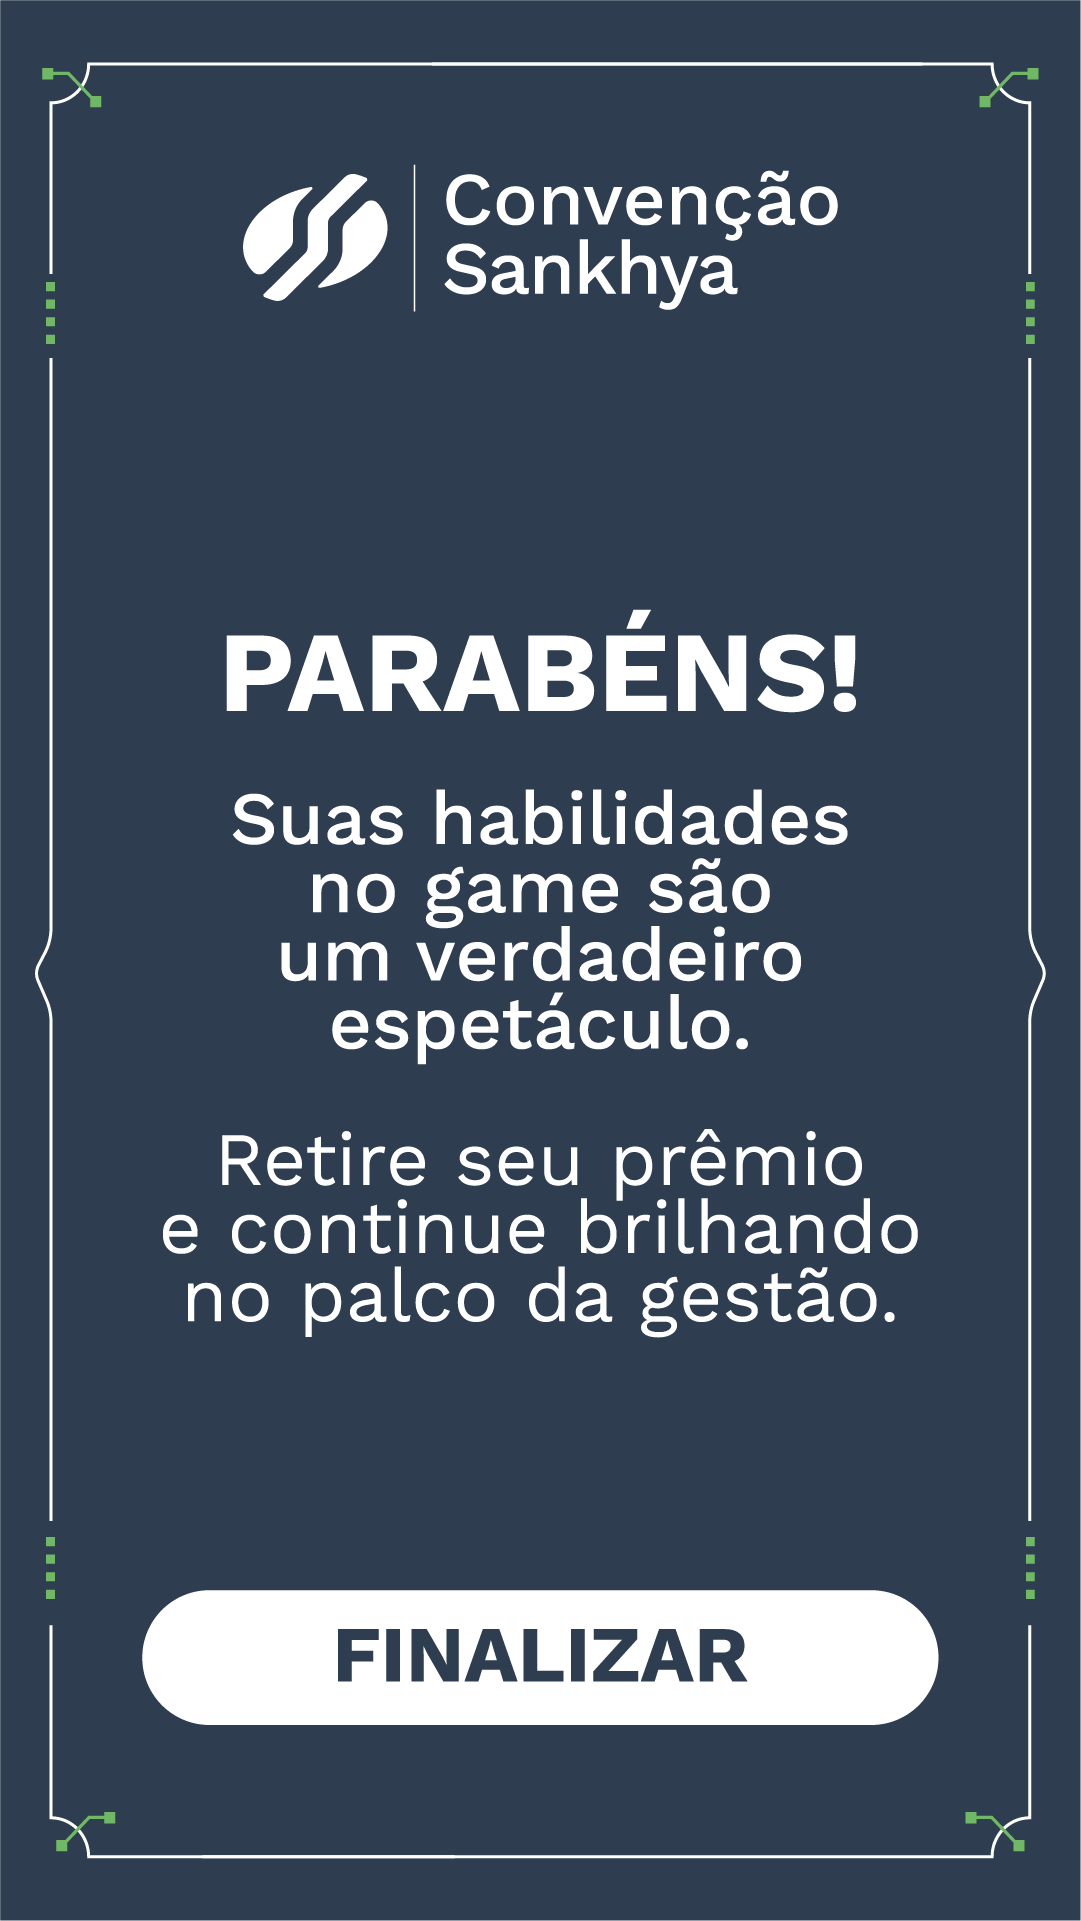 Convenção
Sankhya
PARABÉNS!
Suas habilidades
no game são
um verdadeiro
espetáculo.
Retire seu prêmio
e continue brilhando
no palco da gestão.
FINALIZAR